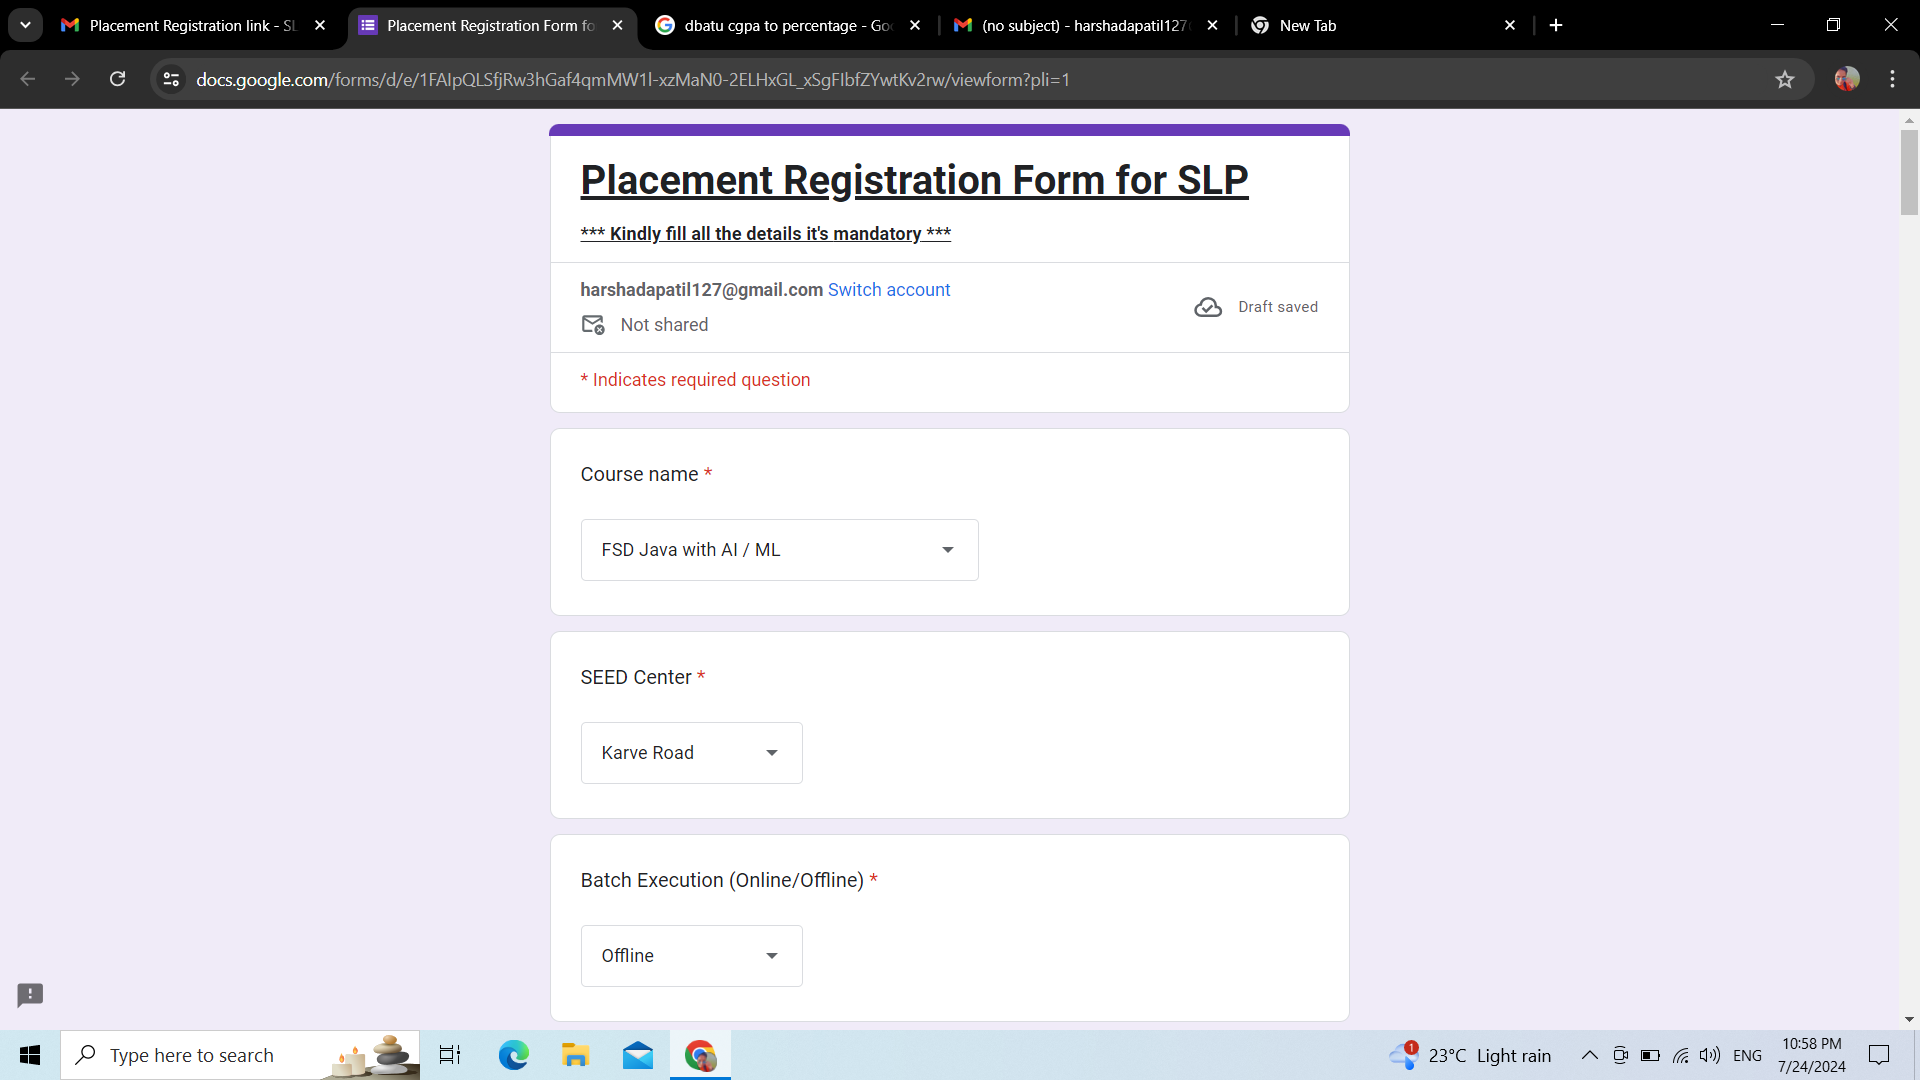 Placement Registration link - SL
Placement Registration Form fo
dbatu cgpa to percentage - Goo
(no subject) - harshadapatil127
New Tab
docs.google.com/forms/d/e/1FAIpQLSfjRw3hGaf4qmMW1l-xzMaN0-2ELHxGL_xSgFIbfZYwtKv2rw/viewform?pli=1
Placement Registration Form for SLP
*** Kindly fill all the details it's mandatory ***
harshadapatil127@gmail.com Switch account
Draft saved
Not shared
* Indicates required question
Course name *
FSD Java with AI / ML
SEED Center *
Karve Road
Batch Execution (Online/Offline) *
Offline
Type here to search
1
23°C Light rain
ENG
10:58 PM
7/24/2024